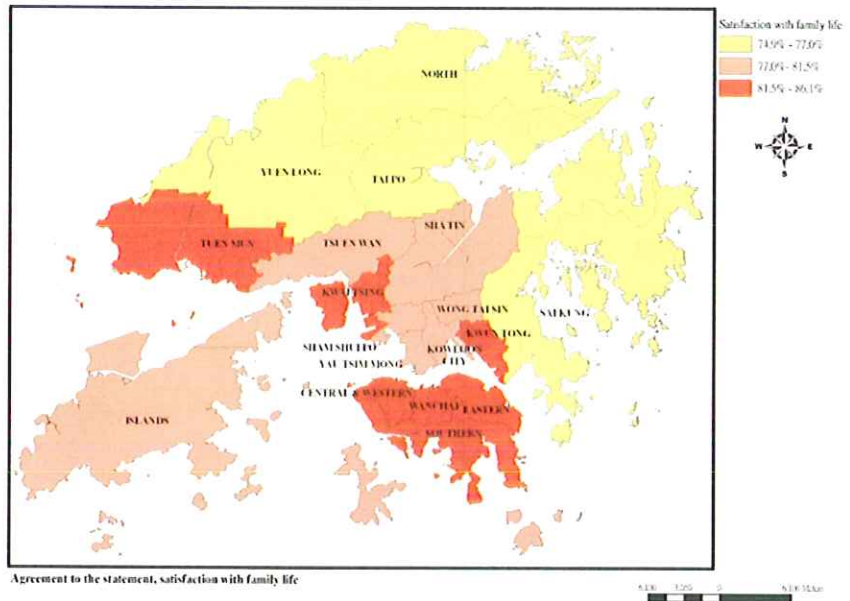 Satisfaction with family life
74.9% - 77.0%
77.0% - 81.5%
81.5% - 86.1%
N
W E
S
NORTH
YUEN LONG
TAI PO
SHA TIN
TUEN MUN
TSUEN WAN
KWAI TSING
WONG TAI SIN
SAI KUNG
KWUN TONG
SHAM SHUI PO
KOWLOON
CITY
YAU TSIM MONG
CENTRAL & WESTERN
WANCHAI
EASTERN
ISLANDS
SOUTHERN
Agreement to the statement, satisfaction with family life
0